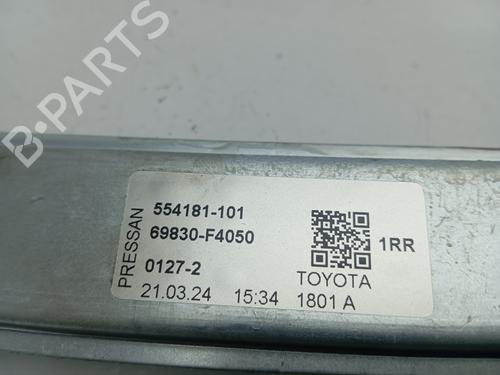 B-PARTS
PRESSAN
554181-101
69830-F4050
1RR
0127-2
TOYOTA
21.03.24 15:34 1801 A